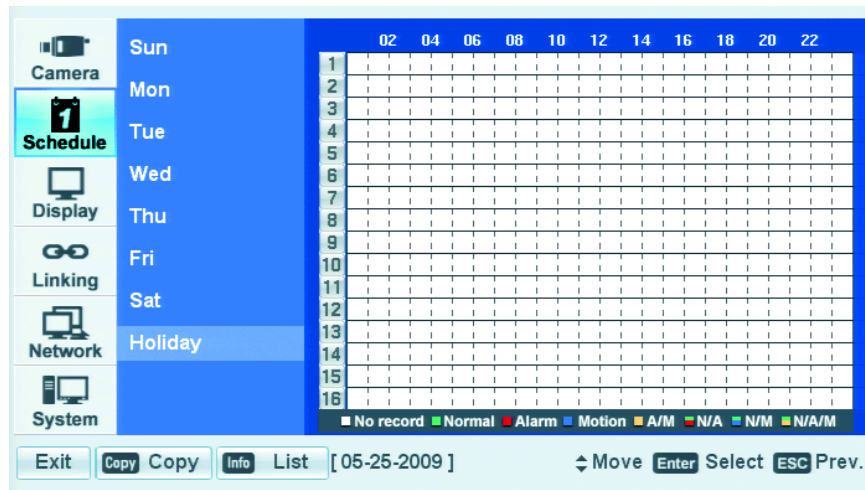 Camera
Schedule
Display
Linking
Network
System
Sun
Mon
Tue
Wed
Thu
Fri
Sat
Holiday
02 04 06 08 10 12 14 16 18 20 22
1
2
3
4
5
6
7
8
9
10
11
12
13
14
15
16
No record Normal Alarm Motion A/M N/A N/M N/A/M
Exit Copy Copy Info List [ 05-25-2009 ] Move Enter Select ESC Prev.